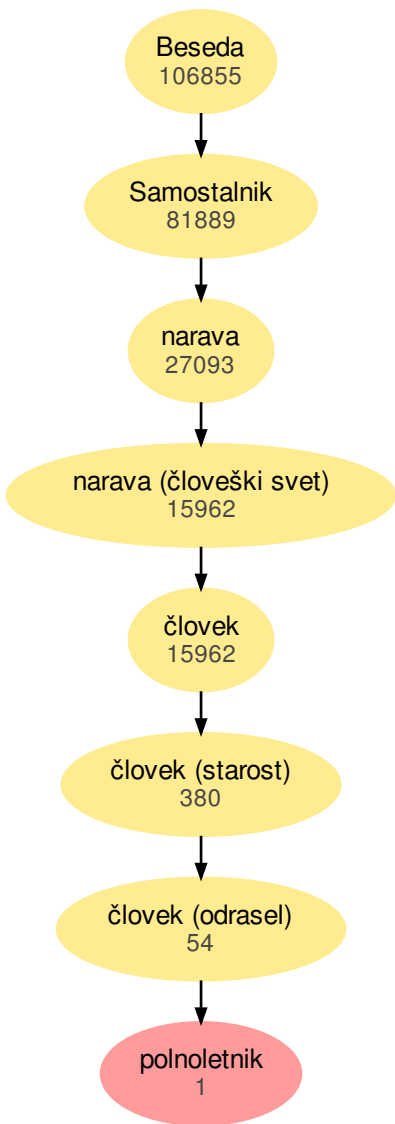 Beseda
106855
Samostalnik
81889
narava
27093
narava (človeški svet)
15962
človek
15962
človek (starost)
380
človek (odrasel)
54
polnoletnik
1